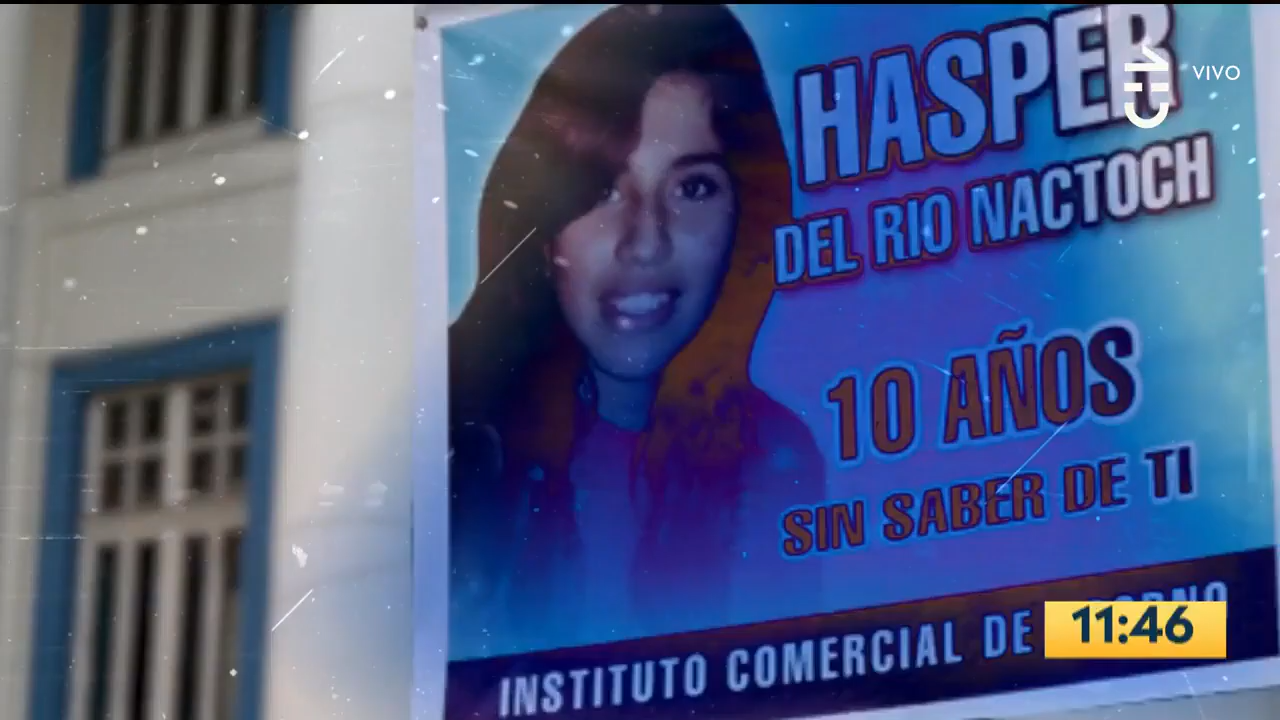 HASPER
DEL RIO NACTOCH
10 AÑOS
SIN SABER DE TI
INSTITUTO COMERCIAL DE
VIVO
11:46